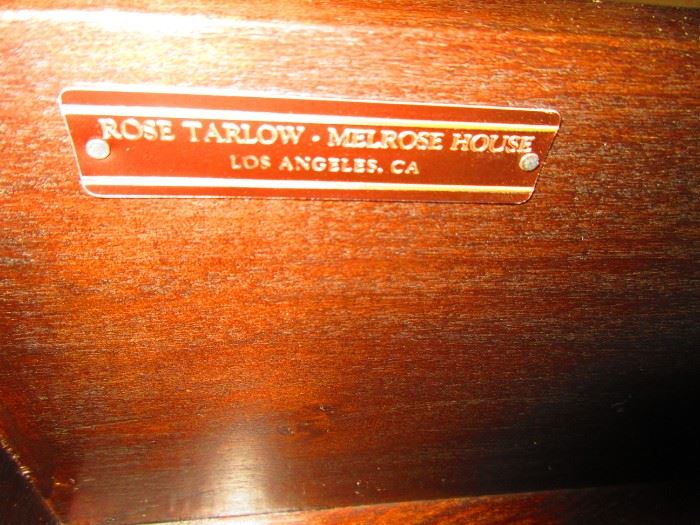 ROSE TARLOW · MELROSE HOUSE
LOS ANGELES, CA